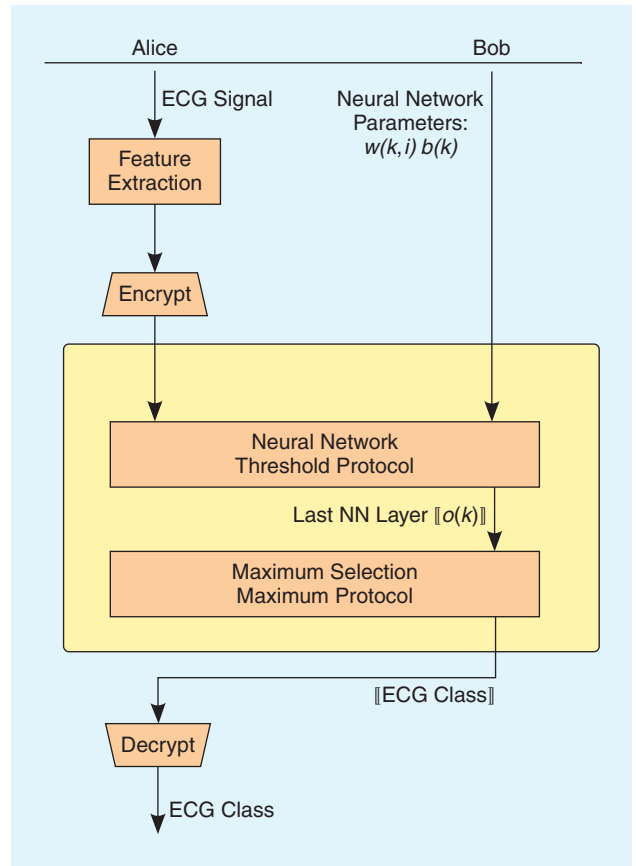 Alice
Bob
ECG Signal
Neural Network
Parameters:
w(k,i) b(k)
Feature
Extraction
Encrypt
Neural Network
Threshold Protocol
Last NN Layer ⟦o(k)⟧
Maximum Selection
Maximum Protocol
⟦ECG Class⟧
Decrypt
ECG Class